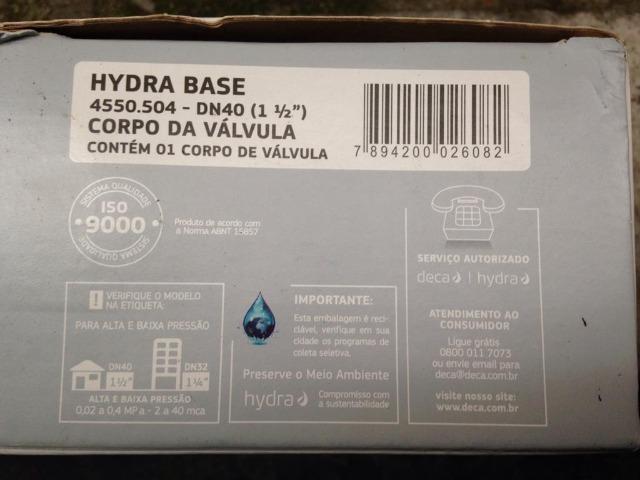 HYDRA BASE
4550.504 - DN40 (1 ½")
CORPO DA VÁLVULA
CONTÉM 01 CORPO DE VÁLVULA
7 894200 026082
SISTEMA QUALIDADE
ISO
9000
SISTEMA QUALIDADE
Produto de acordo com
a Norma ABNT 15857
SERVIÇO AUTORIZADO
deca | hydra
ATENDIMENTO AO
CONSUMIDOR
Ligue grátis
0800 011 7073
ou envie email para
deca@deca.com.br
visite nosso site:
www.deca.com.br
! VERIFIQUE O MODELO
NA ETIQUETA:
PARA ALTA E BAIXA PRESSÃO
DN40
1½"
DN32
1¼"
ALTA E BAIXA PRESSÃO
0,02 a 0,4 MPa - 2 a 40 mca
IMPORTANTE:
Esta embalagem é reci-
clável, verifique em sua
cidade os programas de
coleta seletiva.
Preserve o Meio Ambiente
hydra
Compromisso com
a sustentabilidade